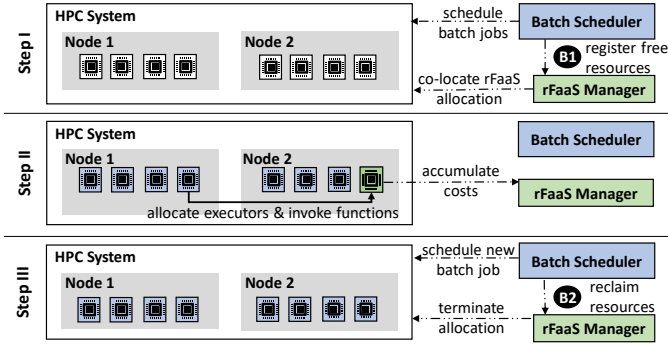 Step I
HPC System
Node 1
Node 2
schedule
batch jobs
Batch Scheduler
B1
register free
resources
co-locate rFaaS
allocation
rFaaS Manager
Step II
HPC System
Node 1
Node 2
allocate executors & invoke functions
accumulate
costs
Batch Scheduler
rFaaS Manager
Step III
HPC System
Node 1
Node 2
schedule new
batch job
Batch Scheduler
B2
reclaim
resources
terminate
allocation
rFaaS Manager